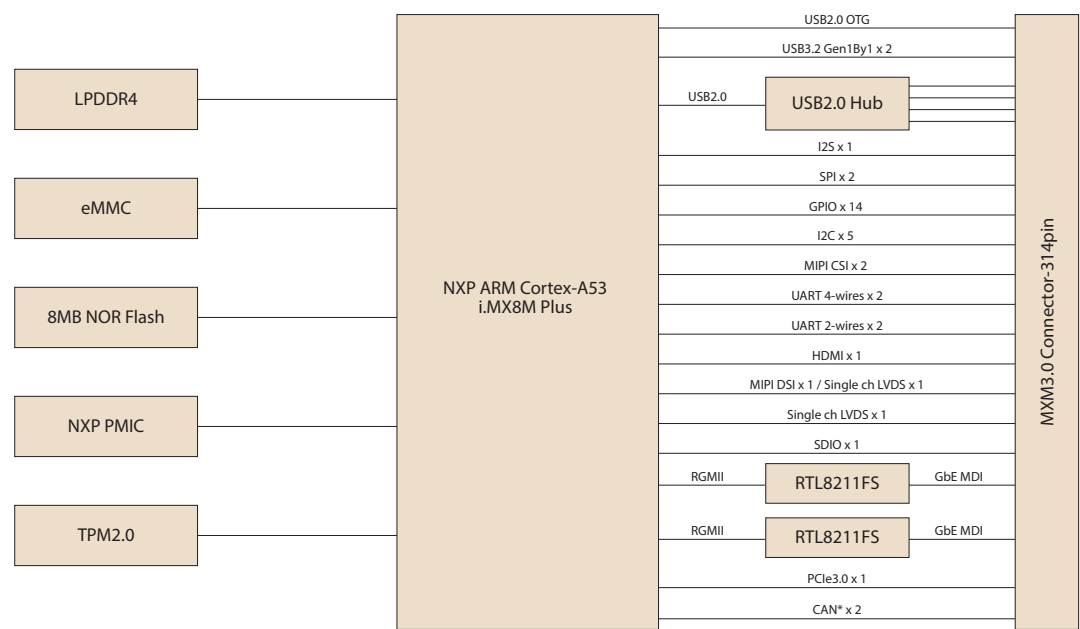 LPDDR4
eMMC
8MB NOR Flash
NXP PMIC
TPM2.0
NXP ARM Cortex-A53
i.MX8M Plus
USB2.0 OTG
USB3.2 Gen1By1 x 2
USB2.0
USB2.0 Hub
I2S x 1
SPI x 2
GPIO x 14
I2C x 5
MIPI CSI x 2
UART 4-wires x 2
UART 2-wires x 2
HDMI x 1
MIPI DSI x 1 / Single ch LVDS x 1
Single ch LVDS x 1
SDIO x 1
RGMII
RTL8211FS
GbE MDI
RGMII
RTL8211FS
GbE MDI
PCIe3.0 x 1
CAN* x 2
MXM3.0 Connector-314pin